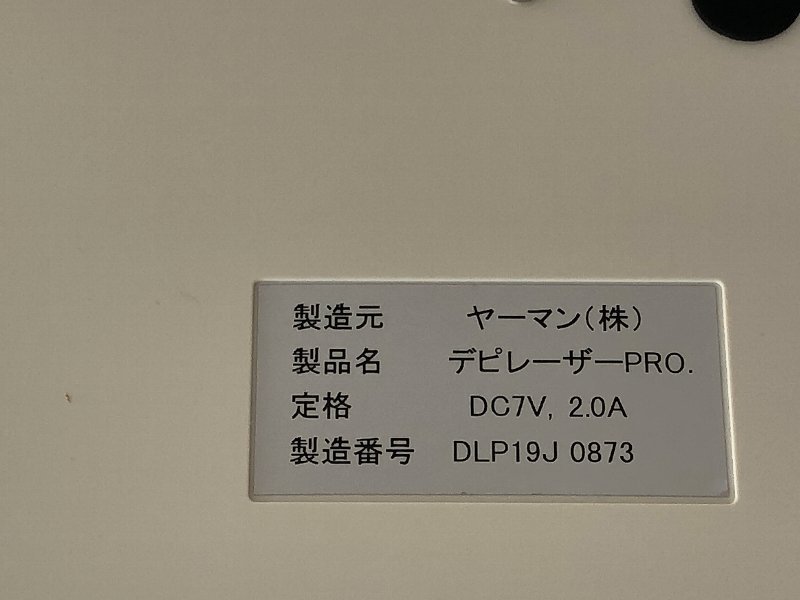 製造元 ヤーマン(株)
製品名 デピレーザーPRO.
定格 DC7V, 2.0A
製造番号 DLP19J 0873